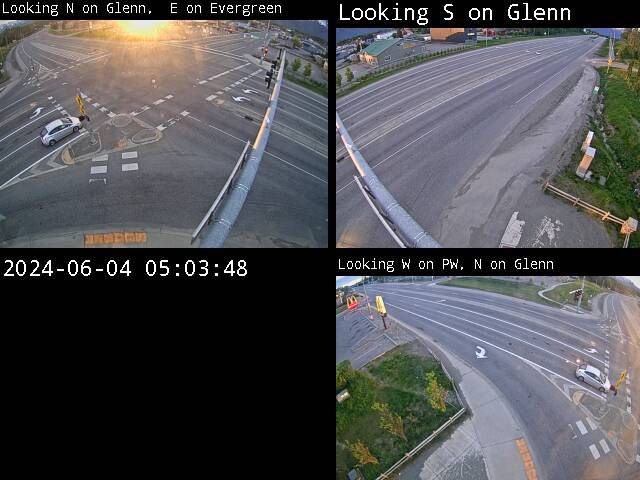 Looking N on Glenn,  E on Evergreen
Looking S on Glenn
2024-06-04 05:03:48
Looking W on PW, N on Glenn